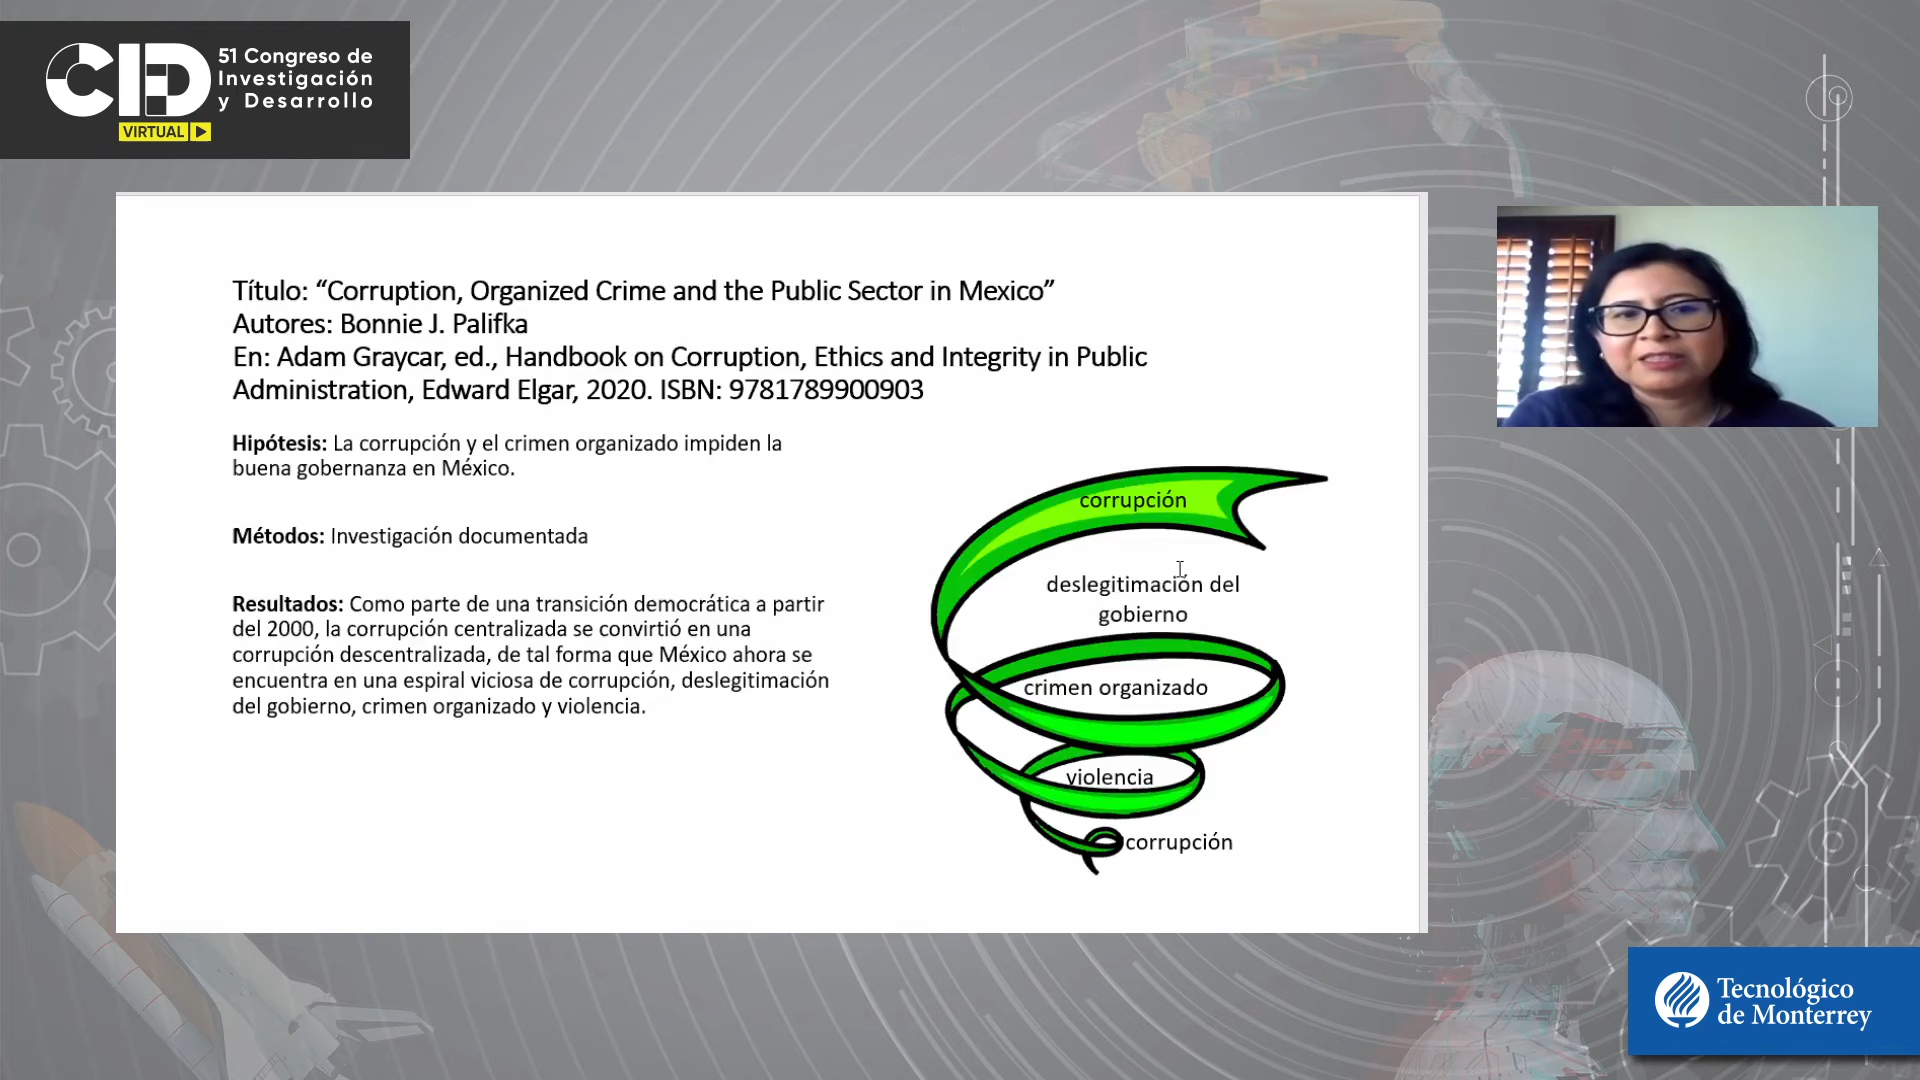 CID
51 Congreso de
Investigación
y Desarrollo
VIRTUAL
Título: “Corruption, Organized Crime and the Public Sector in Mexico”
Autores: Bonnie J. Palifka
En: Adam Graycar, ed., Handbook on Corruption, Ethics and Integrity in Public
Administration, Edward Elgar, 2020. ISBN: 9781789900903
Hipótesis: La corrupción y el crimen organizado impiden la
buena gobernanza en México.
Métodos: Investigación documentada
Resultados: Como parte de una transición democrática a partir
del 2000, la corrupción centralizada se convirtió en una
corrupción descentralizada, de tal forma que México ahora se
encuentra en una espiral viciosa de corrupción, deslegitimación
del gobierno, crimen organizado y violencia.
corrupción
deslegitimación del
gobierno
crimen organizado
violencia
corrupción
Tecnológico
de Monterrey